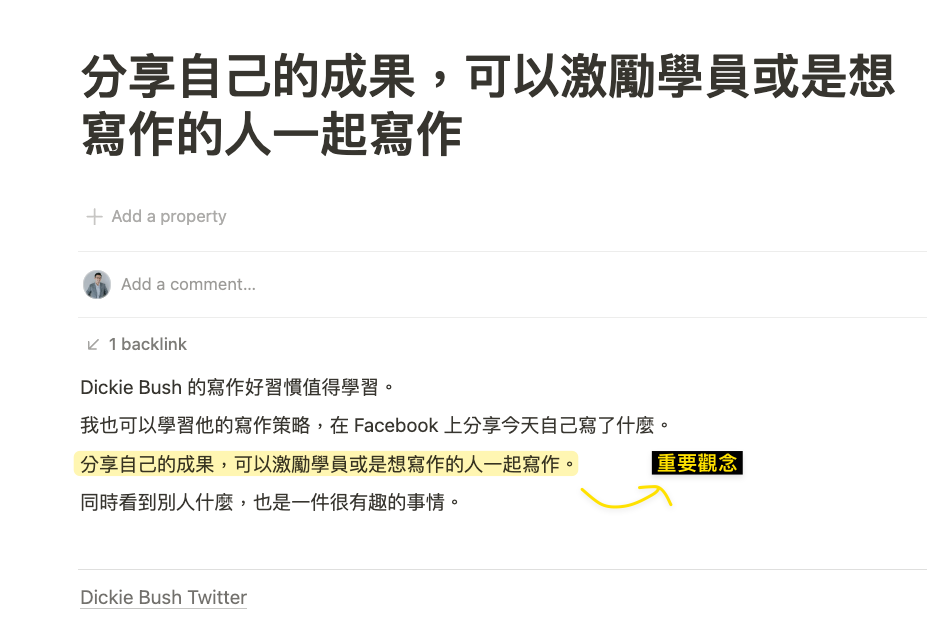 分享自己的成果，可以激勵學員或是想
寫作的人一起寫作
Add a property
Add a comment...
1 backlink
Dickie Bush 的寫作好習慣值得學習。
我也可以學習他的寫作策略，在 Facebook 上分享今天自己寫了什麼。
分享自己的成果，可以激勵學員或是想寫作的人一起寫作。 重要觀念
同時看到別人什麼，也是一件很有趣的事情。
Dickie Bush Twitter